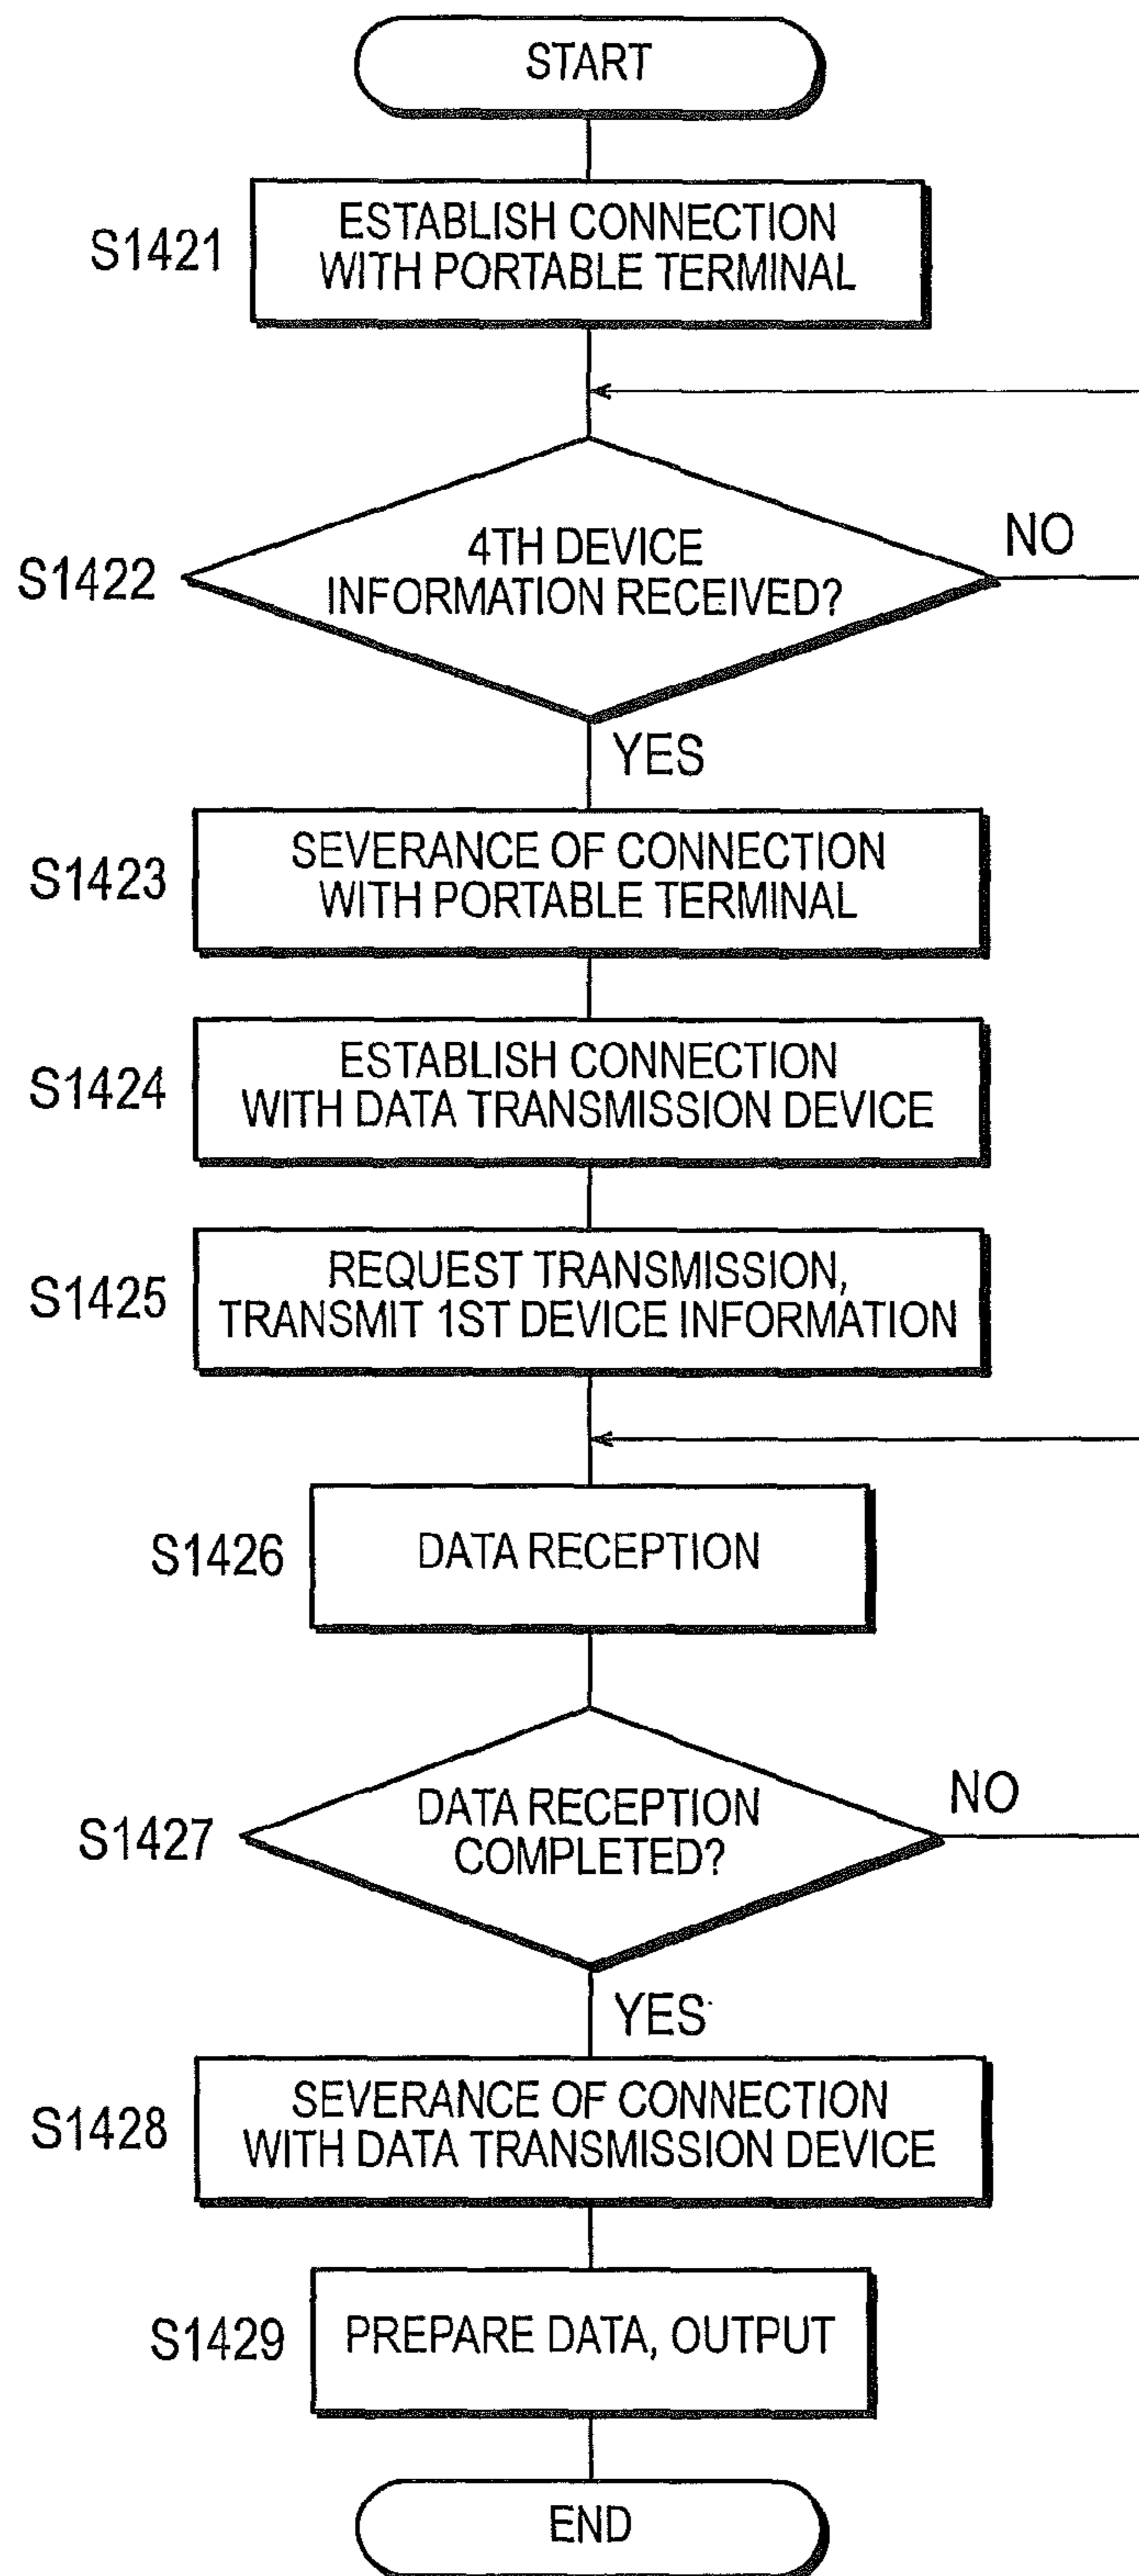 START
S1421
ESTABLISH CONNECTION
WITH PORTABLE TERMINAL
S1422
4TH DEVICE
INFORMATION RECEIVED?
NO
YES
S1423
SEVERANCE OF CONNECTION
WITH PORTABLE TERMINAL
S1424
ESTABLISH CONNECTION
WITH DATA TRANSMISSION DEVICE
S1425
REQUEST TRANSMISSION,
TRANSMIT 1ST DEVICE INFORMATION
S1426
DATA RECEPTION
S1427
DATA RECEPTION
COMPLETED?
NO
YES
S1428
SEVERANCE OF CONNECTION
WITH DATA TRANSMISSION DEVICE
S1429
PREPARE DATA, OUTPUT
END